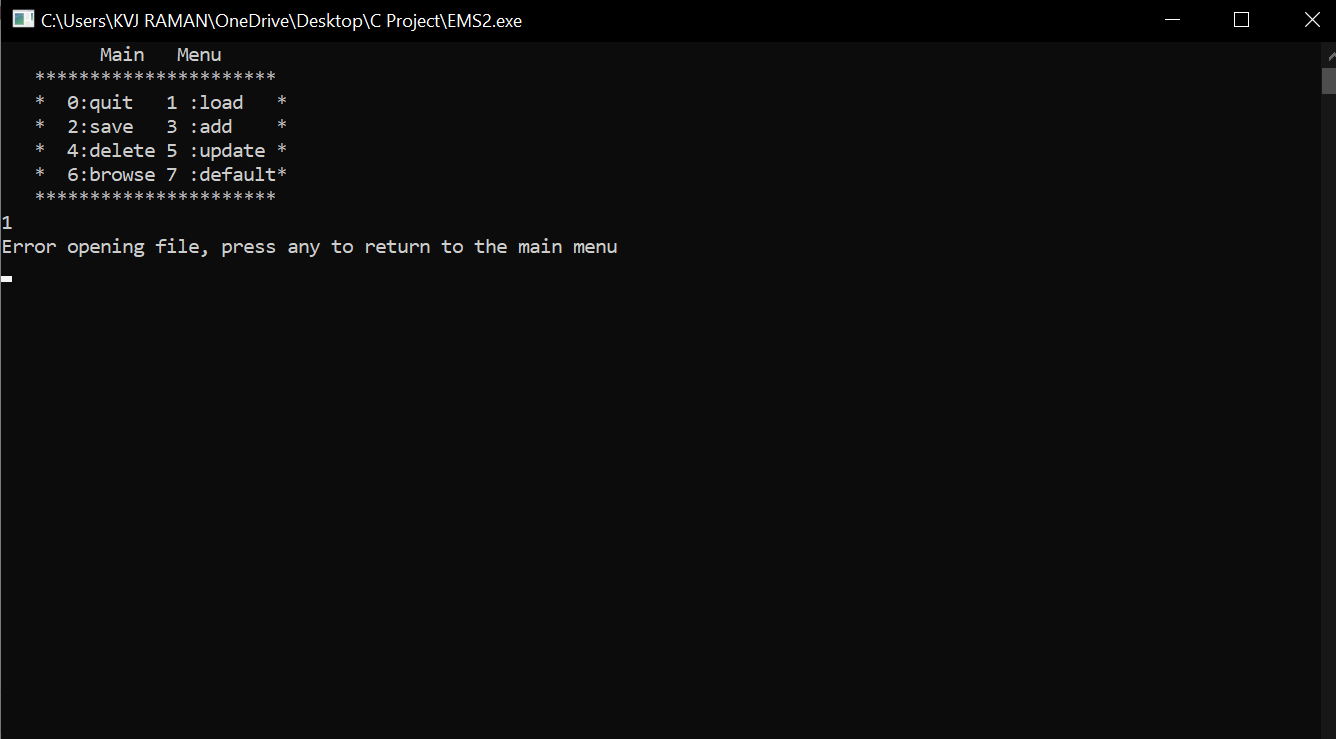 C:\Users\KVJ RAMAN\OneDrive\Desktop\C Project\EMS2.exe
         Main   Menu
   **********************
   *  0:quit   1 :load   *
   *  2:save   3 :add    *
   *  4:delete 5 :update *
   *  6:browse 7 :default*
   **********************
1
Error opening file, press any to return to the main menu